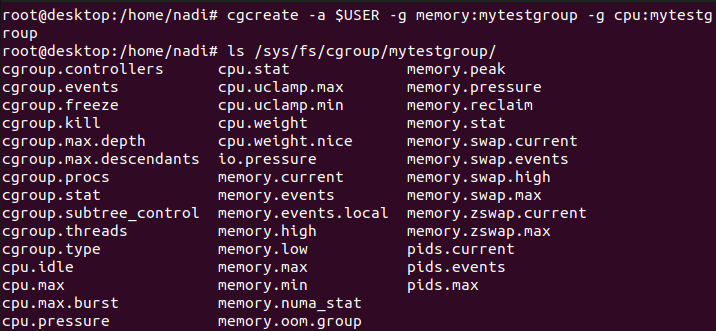 root@desktop:/home/nadi# cgcreate -a $USER -g memory:mytestgroup -g cpu:mytestg
roup
root@desktop:/home/nadi# ls /sys/fs/cgroup/mytestgroup/
cgroup.controllers cpu.stat memory.peak
cgroup.events cpu.uclamp.max memory.pressure
cgroup.freeze cpu.uclamp.min memory.reclaim
cgroup.kill cpu.weight memory.stat
cgroup.max.depth cpu.weight.nice memory.swap.current
cgroup.max.descendants io.pressure memory.swap.events
cgroup.procs memory.current memory.swap.high
cgroup.stat memory.events memory.swap.max
cgroup.subtree_control memory.events.local memory.zswap.current
cgroup.threads memory.high memory.zswap.max
cgroup.type memory.low pids.current
cpu.idle memory.max pids.events
cpu.max memory.min pids.max
cpu.max.burst memory.numa_stat
cpu.pressure memory.oom.group